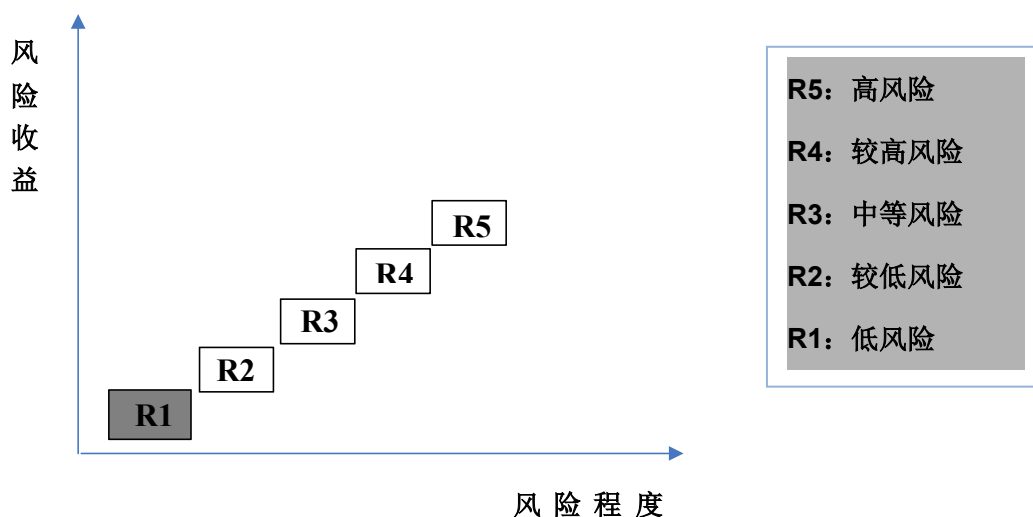 风险收益
R5
R4
R3
R2
R1
风险程度
R5：高风险
R4：较高风险
R3：中等风险
R2：较低风险
R1：低风险